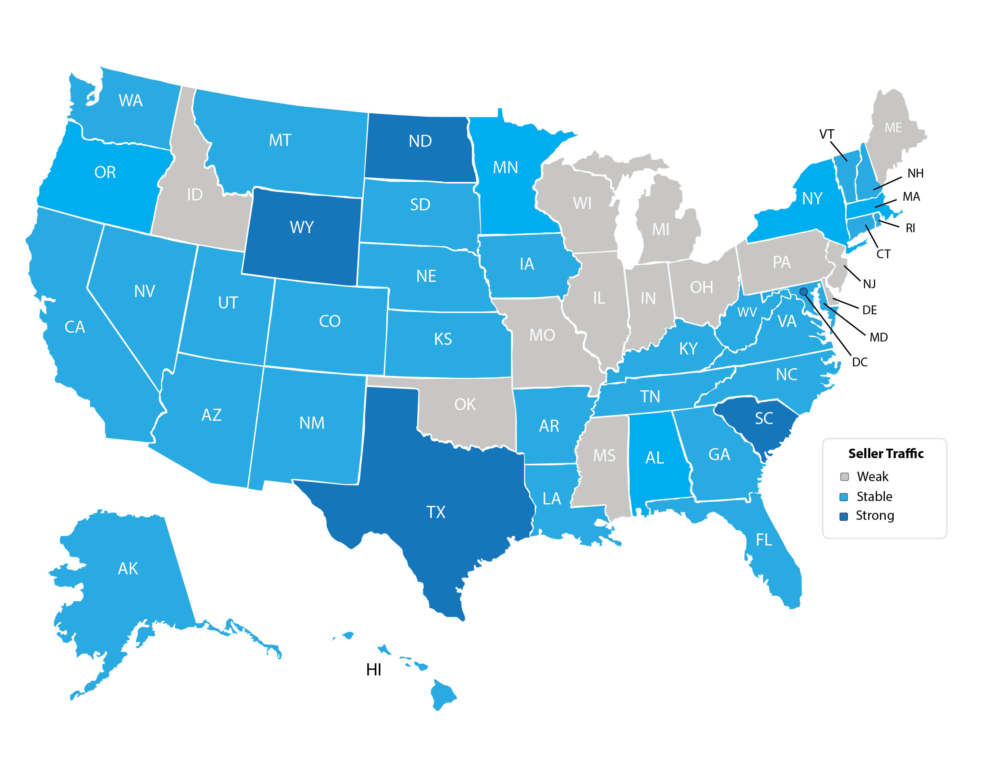 WA
MT
ND
MN
OR
ID
SD
WY
WI
MI
VT
ME
NH
NY
MA
RI
CT
IA
NE
NV
UT
CO
CA
KS
IL
IN
OH
PA
NJ
DE
WV
VA
MD
DC
MO
KY
NC
TN
AZ
NM
OK
AR
SC
MS
AL
GA
LA
TX
FL
AK
HI
Seller Traffic
Weak
Stable
Strong